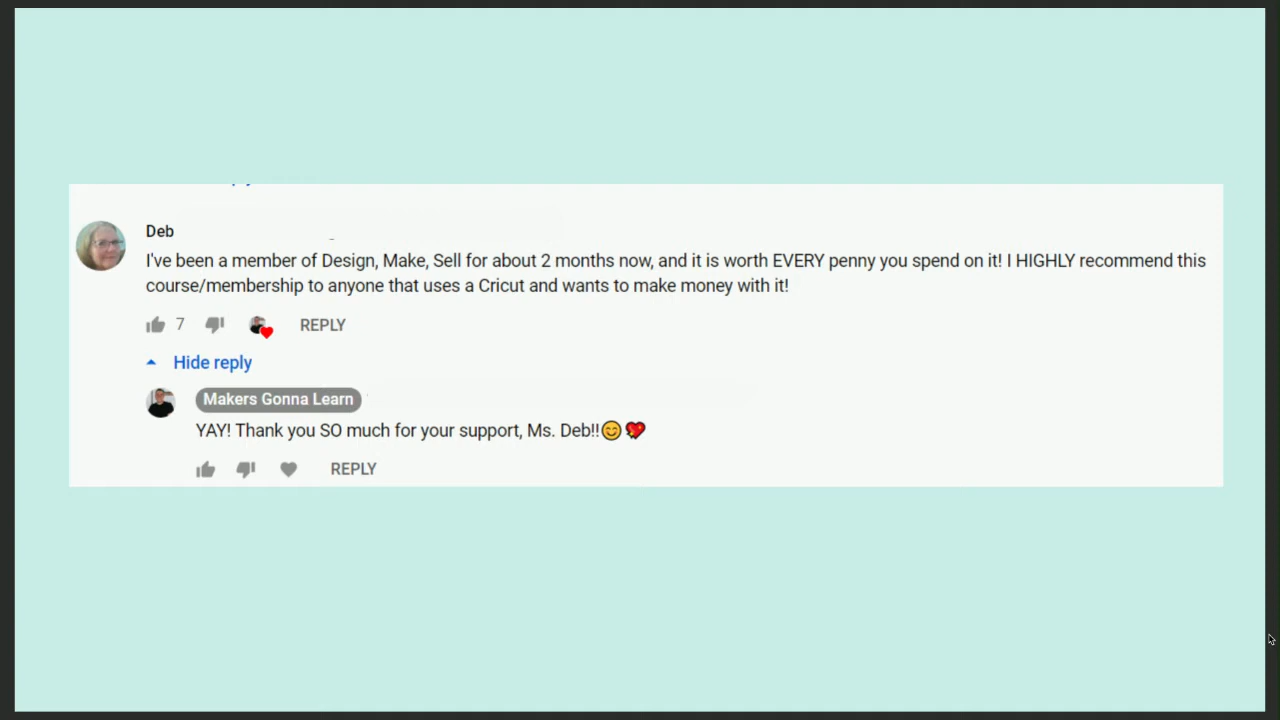 Deb
I've been a member of Design, Make, Sell for about 2 months now, and it is worth EVERY penny you spend on it! I HIGHLY recommend this
course/membership to anyone that uses a Cricut and wants to make money with it!
7 REPLY
Hide reply
Makers Gonna Learn
YAY! Thank you SO much for your support, Ms. Deb!!😊💖
REPLY